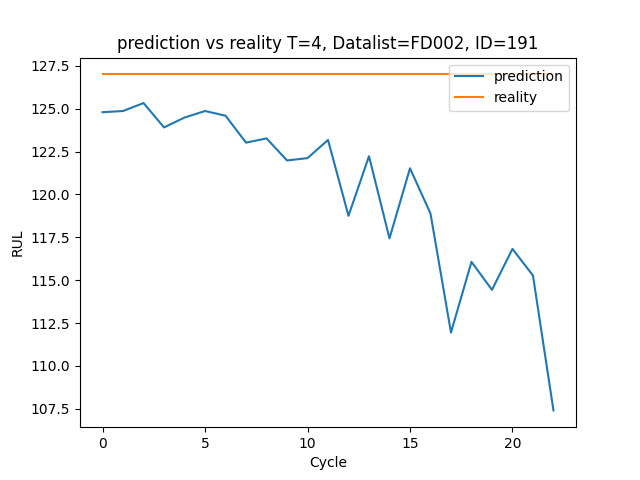 prediction vs reality T=4, Datalist=FD002, ID=191
127.5
125.0
122.5
120.0
117.5
115.0
112.5
110.0
107.5
RUL
prediction
reality
0 5 10 15 20
Cycle